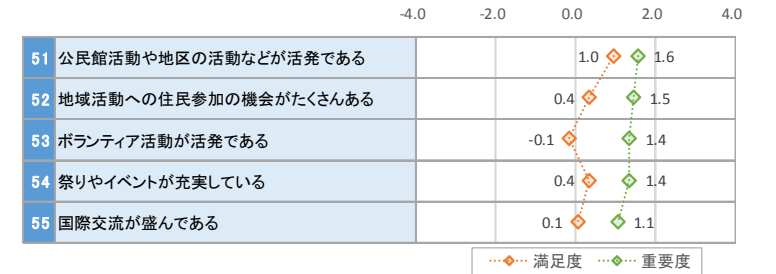 -4.0 -2.0 0.0 2.0 4.0
51 公民館活動や地区の活動などが活発である 1.0 1.6
52 地域活動への住民参加の機会がたくさんある 0.4 1.5
53 ボランティア活動が活発である -0.1 1.4
54 祭りやイベントが充実している 0.4 1.4
55 国際交流が盛んである 0.1 1.1
満足度 重要度